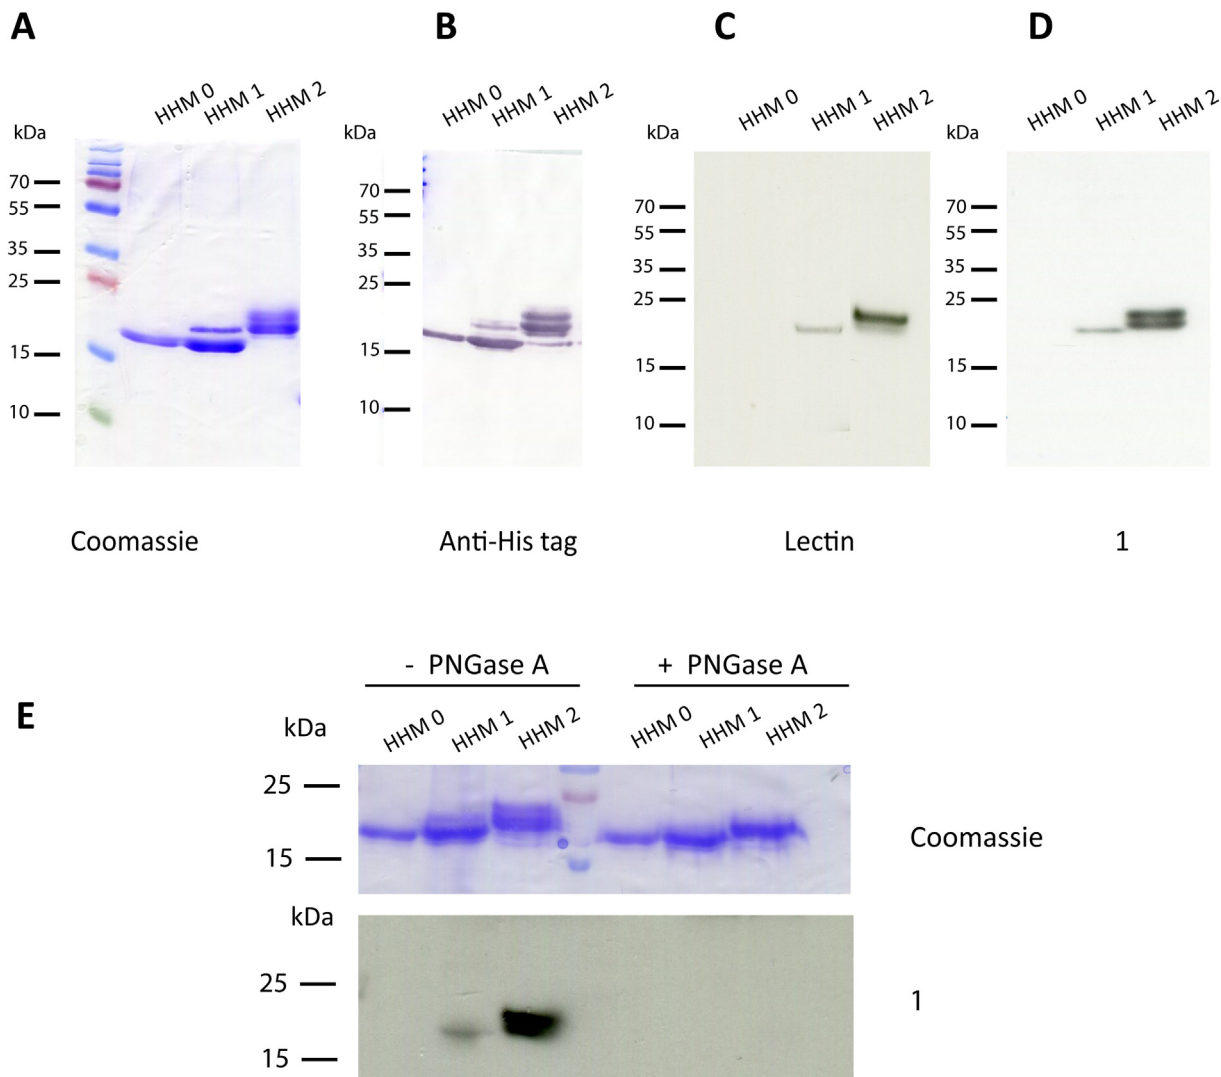 A
B
C
D
HHM 0 HHM 1 HHM 2
HHM 0 HHM 1 HHM 2
HHM 0 HHM 1 HHM 2
HHM 0 HHM 1 HHM 2
kDa
70
55
35
25
15
10
kDa
70
55
35
25
15
10
kDa
70
55
35
25
15
10
kDa
70
55
35
25
15
10
Coomassie
Anti-His tag
Lectin
1
E
- PNGase A
+ PNGase A
HHM 0 HHM 1 HHM 2
HHM 0 HHM 1 HHM 2
kDa
25
15
Coomassie
kDa
25
15
1